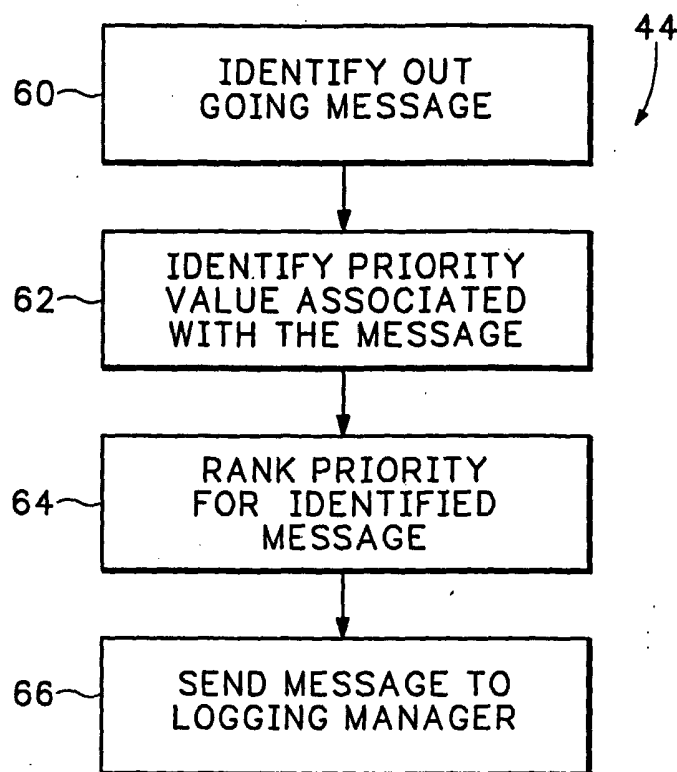 44
60
IDENTIFY OUT
GOING MESSAGE
62
IDENTIFY PRIORITY
VALUE ASSOCIATED
WITH THE MESSAGE
64
RANK PRIORITY
FOR IDENTIFIED
MESSAGE
66
SEND MESSAGE TO
LOGGING MANAGER